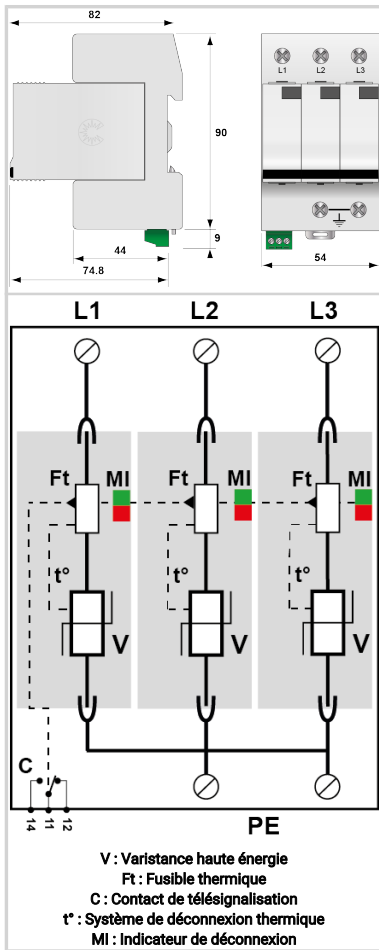 82
L1 L2 L3
90
9
44
74.8
54
L1 L2 L3
Ft MI Ft MI Ft MI
t° t° t°
V V V
C
14 11 12
PE
V : Varistance haute énergie
Ft : Fusible thermique
C : Contact de télésignalisation
t° : Système de déconnexion thermique
MI : Indicateur de déconnexion